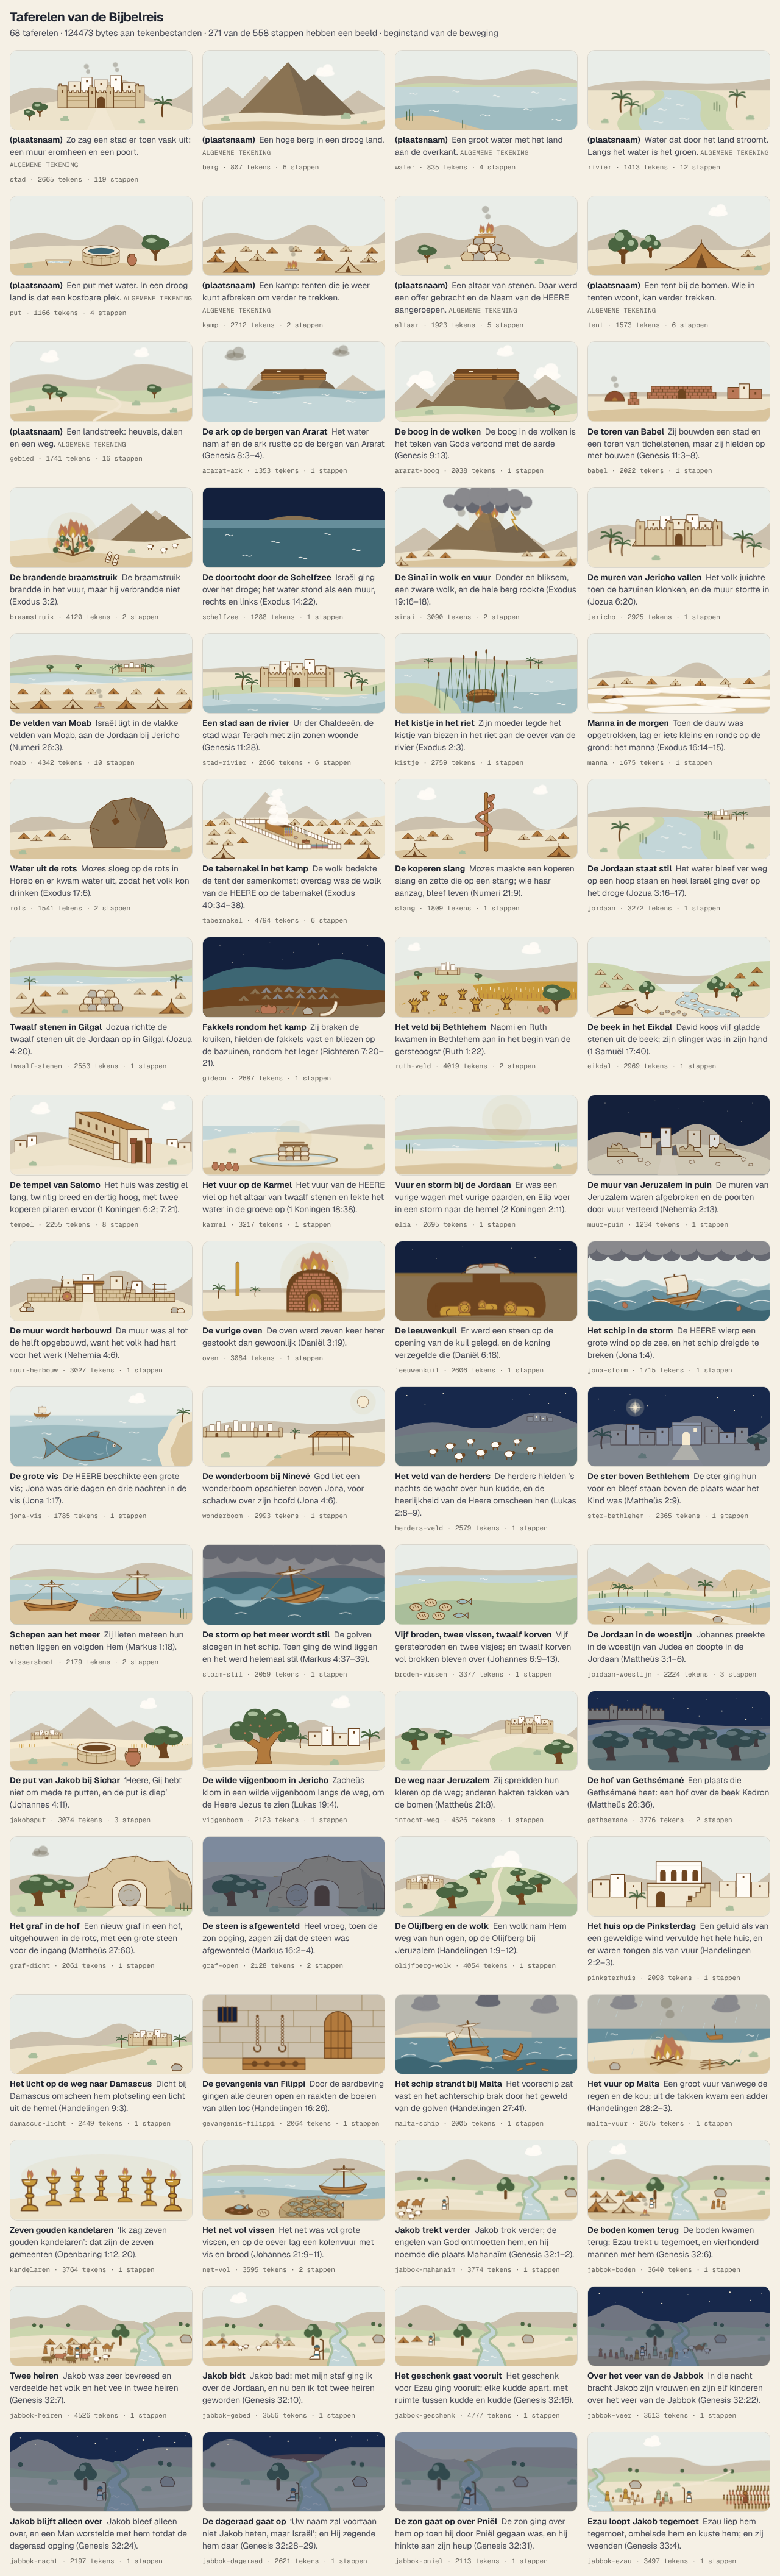 Taferelen van de Bijbelreis
68 taferelen · 124473 bytes aan tekenbestanden · 271 van de 558 stappen hebben een beeld · beginstand van de beweging
(plaatsnaam) Zo zag een stad er toen vaak uit:
een muur eromheen en een poort.
ALGEMENE TEKENING
stad · 2665 tekens · 119 stappen
(plaatsnaam) Een hoge berg in een droog land.
ALGEMENE TEKENING
berg · 807 tekens · 6 stappen
(plaatsnaam) Een groot water met het land
aan de overkant. ALGEMENE TEKENING
water · 835 tekens · 4 stappen
(plaatsnaam) Water dat door het land stroomt.
Langs het water is het groen. ALGEMENE TEKENING
rivier · 1413 tekens · 12 stappen
(plaatsnaam) Een put met water. In een droog
land is dat een kostbare plek. ALGEMENE TEKENING
put · 1166 tekens · 4 stappen
(plaatsnaam) Een kamp: tenten die je weer
kunt afbreken om verder te trekken.
ALGEMENE TEKENING
kamp · 2712 tekens · 2 stappen
(plaatsnaam) Een altaar van stenen. Daar werd
een offer gebracht en de Naam van de HEERE
aangeroepen. ALGEMENE TEKENING
altaar · 1923 tekens · 5 stappen
(plaatsnaam) Een tent bij de bomen. Wie in
tenten woont, kan verder trekken.
ALGEMENE TEKENING
tent · 1573 tekens · 6 stappen
(plaatsnaam) Een landstreek: heuvels, dalen
en een weg. ALGEMENE TEKENING
gebied · 1741 tekens · 16 stappen
De ark op de bergen van Ararat Het water
nam af en de ark rustte op de bergen van Ararat
(Genesis 8:3–4).
ararat-ark · 1353 tekens · 1 stappen
De boog in de wolken De boog in de wolken is
het teken van Gods verbond met de aarde
(Genesis 9:13).
ararat-boog · 2038 tekens · 1 stappen
De toren van Babel Zij bouwden een stad en
een toren van tichelstenen, maar zij hielden op
met bouwen (Genesis 11:3–8).
babel · 2022 tekens · 1 stappen
De brandende braamstruik De braamstruik
brandde in het vuur, maar hij verbrandde niet
(Exodus 3:2).
braamstruik · 4120 tekens · 2 stappen
De doortocht door de Schelfzee Israël ging
over het droge; het water stond als een muur,
rechts en links (Exodus 14:22).
schelfzee · 1288 tekens · 1 stappen
De Sinaï in wolk en vuur Donder en bliksem,
een zware wolk, en de hele berg rookte (Exodus
19:16–18).
sinai · 3090 tekens · 2 stappen
De muren van Jericho vallen Het volk juichte
toen de bazuinen klonken, en de muur stortte in
(Jozua 6:20).
jericho · 2925 tekens · 1 stappen
De velden van Moab Israël ligt in de vlakke
velden van Moab, aan de Jordaan bij Jericho
(Numeri 26:3).
moab · 4342 tekens · 10 stappen
Een stad aan de rivier Ur der Chaldeeën, de
stad waar Terach met zijn zonen woonde
(Genesis 11:28).
stad-rivier · 2666 tekens · 6 stappen
Het kistje in het riet Zijn moeder legde het
kistje van biezen in het riet aan de oever van de
rivier (Exodus 2:3).
kistje · 2759 tekens · 1 stappen
Manna in de morgen Toen de dauw was
opgetrokken, lag er iets kleins en ronds op de
grond: het manna (Exodus 16:14–15).
manna · 1675 tekens · 1 stappen
Water uit de rots Mozes sloeg op de rots in
Horeb en er kwam water uit, zodat het volk kon
drinken (Exodus 17:6).
rots · 1541 tekens · 2 stappen
De tabernakel in het kamp De wolk bedekte
de tent der samenkomst; overdag was de wolk
van de HEERE op de tabernakel (Exodus
40:34–38).
tabernakel · 4794 tekens · 6 stappen
De koperen slang Mozes maakte een koperen
slang en zette die op een stang; wie haar
aanzag, bleef leven (Numeri 21:9).
slang · 1809 tekens · 1 stappen
De Jordaan staat stil Het water bleef ver weg
op een hoop staan en heel Israël ging over op
het droge (Jozua 3:16–17).
jordaan · 3272 tekens · 1 stappen
Twaalf stenen in Gilgal Jozua richtte de
twaalf stenen uit de Jordaan op in Gilgal (Jozua
4:20).
twaalf-stenen · 2553 tekens · 1 stappen
Fakkels rondom het kamp Zij braken de
kruiken, hielden de fakkels vast en bliezen op
de bazuinen, rondom het leger (Richteren 7:20–
21).
gideon · 2687 tekens · 1 stappen
Het veld bij Bethlehem Naomi en Ruth
kwamen in Bethlehem aan in het begin van de
gersteoogst (Ruth 1:22).
ruth-veld · 4019 tekens · 2 stappen
De beek in het Eikdal David koos vijf gladde
stenen uit de beek; zijn slinger was in zijn hand
(1 Samuël 17:40).
eikdal · 2969 tekens · 1 stappen
De tempel van Salomo Het huis was zestig el
lang, twintig breed en dertig hoog, met twee
koperen pilaren ervoor (1 Koningen 6:2; 7:21).
tempel · 2255 tekens · 8 stappen
Het vuur op de Karmel Het vuur van de HEERE
viel op het altaar van twaalf stenen en lekte het
water in de groeve op (1 Koningen 18:38).
karmel · 3217 tekens · 1 stappen
Vuur en storm bij de Jordaan Er was een
vurige wagen met vurige paarden, en Elia voer
in een storm naar de hemel (2 Koningen 2:11).
elia · 2695 tekens · 1 stappen
De muur van Jeruzalem in puin De muren van
Jeruzalem waren afgebroken en de poorten
door vuur verteerd (Nehemia 2:13).
muur-puin · 1234 tekens · 1 stappen
De muur wordt herbouwd De muur was al tot
de helft opgebouwd, want het volk had hart
voor het werk (Nehemia 4:6).
muur-herbouw · 3027 tekens · 1 stappen
De vurige oven De oven werd zeven keer heter
gestookt dan gewoonlijk (Daniël 3:19).
oven · 3084 tekens · 1 stappen
De leeuwenkuil Er werd een steen op de
opening van de kuil gelegd, en de koning
verzegelde die (Daniël 6:18).
leeuwenkuil · 2606 tekens · 1 stappen
Het schip in de storm De HEERE wierp een
grote wind op de zee, en het schip dreigde te
breken (Jona 1:4).
jona-storm · 1715 tekens · 1 stappen
De grote vis De HEERE beschikte een grote
vis; Jona was drie dagen en drie nachten in de
vis (Jona 1:17).
jona-vis · 1785 tekens · 1 stappen
De wonderboom bij Ninevé God liet een
wonderboom opschieten boven Jona, voor
schaduw over zijn hoofd (Jona 4:6).
wonderboom · 2993 tekens · 1 stappen
Het veld van de herders De herders hielden 's
nachts de wacht over hun kudde, en de
heerlijkheid van de Heere omscheen hen (Lukas
2:8–9).
herders-veld · 2579 tekens · 1 stappen
De ster boven Bethlehem De ster ging hun
voor en bleef staan boven de plaats waar het
Kind was (Mattheüs 2:9).
ster-bethlehem · 2365 tekens · 1 stappen
Schepen aan het meer Zij lieten meteen hun
netten liggen en volgden Hem (Markus 1:18).
vissersboot · 2179 tekens · 2 stappen
De storm op het meer wordt stil De golven
sloegen in het schip. Toen ging de wind liggen
en het werd helemaal stil (Markus 4:37–39).
storm-stil · 2059 tekens · 1 stappen
Vijf broden, twee vissen, twaalf korven Vijf
gerstebroden en twee visjes; en twaalf korven
vol brokken bleven over (Johannes 6:9–13).
broden-vissen · 3377 tekens · 1 stappen
De Jordaan in de woestijn Johannes preekte
in de woestijn van Judea en doopte in de
Jordaan (Mattheüs 3:1–6).
jordaan-woestijn · 2224 tekens · 3 stappen
De put van Jakob bij Sichar 'Heere, Gij hebt
niet om mede te putten, en de put is diep'
(Johannes 4:11).
jakobsput · 3074 tekens · 3 stappen
De wilde vijgenboom in Jericho Zacheüs
klom in een wilde vijgenboom langs de weg, om
de Heere Jezus te zien (Lukas 19:4).
vijgenboom · 2123 tekens · 1 stappen
De weg naar Jeruzalem Zij spreidden hun
kleren op de weg; anderen hakten takken van
de bomen (Mattheüs 21:8).
intocht-weg · 4526 tekens · 1 stappen
De hof van Gethsémané Een plaats die
Gethsémané heet: een hof over de beek Kedron
(Mattheüs 26:36).
gethsemane · 3776 tekens · 2 stappen
Het graf in de hof Een nieuw graf in een hof,
uitgehouwen in de rots, met een grote steen
voor de ingang (Mattheüs 27:60).
graf-dicht · 2061 tekens · 1 stappen
De steen is afgewenteld Heel vroeg, toen de
zon opging, zagen zij dat de steen was
afgewenteld (Markus 16:2–4).
graf-open · 2128 tekens · 2 stappen
De Olijfberg en de wolk Een wolk nam Hem
weg van hun ogen, op de Olijfberg bij
Jeruzalem (Handelingen 1:9–12).
olijfberg-wolk · 4054 tekens · 1 stappen
Het huis op de Pinksterdag Een geluid als van
een geweldige wind vervulde het hele huis, en
er waren tongen als van vuur (Handelingen
2:2–3).
pinksterhuis · 2098 tekens · 1 stappen
Het licht op de weg naar Damascus Dicht bij
Damascus omscheen hem plotseling een licht
uit de hemel (Handelingen 9:3).
damascus-licht · 2449 tekens · 1 stappen
De gevangenis van Filippi Door de aardbeving
gingen alle deuren open en raakten de boeien
van allen los (Handelingen 16:26).
gevangenis-filippi · 2064 tekens · 1 stappen
Het schip strandt bij Malta Het voorschip zat
vast en het achterschip brak door het geweld
van de golven (Handelingen 27:41).
malta-schip · 2005 tekens · 1 stappen
Het vuur op Malta Een groot vuur vanwege de
regen en de kou; uit de takken kwam een adder
(Handelingen 28:2–3).
malta-vuur · 2675 tekens · 1 stappen
Zeven gouden kandelaren 'Ik zag zeven
gouden kandelaren': dat zijn de zeven
gemeenten (Openbaring 1:12, 20).
kandelaren · 3764 tekens · 1 stappen
Het net vol vissen Het net was vol grote
vissen, en op de oever lag een kolenvuur met
vis en brood (Johannes 21:9–11).
net-vol · 3595 tekens · 2 stappen
Jakob trekt verder Jakob trok verder; de
engelen van God ontmoetten hem, en hij
noemde die plaats Mahanaïm (Genesis 32:1–2).
jabbok-mahanaim · 3774 tekens · 1 stappen
De boden komen terug De boden kwamen
terug: Ezau trekt u tegemoet, en vierhonderd
mannen met hem (Genesis 32:6).
jabbok-boden · 3640 tekens · 1 stappen
Twee heiren Jakob was zeer bevreesd en
verdeelde het volk en het vee in twee heiren
(Genesis 32:7).
jabbok-heiren · 4526 tekens · 1 stappen
Jakob bidt Jakob bad: met mijn staf ging ik
over de Jordaan, en nu ben ik tot twee heiren
geworden (Genesis 32:10).
jabbok-gebed · 3556 tekens · 1 stappen
Het geschenk gaat vooruit Het geschenk
voor Ezau ging vooruit: elke kudde apart, met
ruimte tussen kudde en kudde (Genesis 32:16).
jabbok-geschenk · 4777 tekens · 1 stappen
Over het veer van de Jabbok In die nacht
bracht Jakob zijn vrouwen en zijn elf kinderen
over het veer van de Jabbok (Genesis 32:22).
jabbok-veer · 3613 tekens · 1 stappen
Jakob blijft alleen over Jakob bleef alleen
over, en een Man worstelde met hem totdat de
dageraad opging (Genesis 32:24).
jabbok-nacht · 2197 tekens · 1 stappen
De dageraad gaat op 'Uw naam zal voortaan
niet Jakob heten, maar Israël'; en Hij zegende
hem daar (Genesis 32:28–29).
jabbok-dageraad · 2621 tekens · 1 stappen
De zon gaat op over Pniël De zon ging over
hem op toen hij door Pniël gegaan was, en hij
hinkte aan zijn heup (Genesis 32:31).
jabbok-pniel · 2113 tekens · 1 stappen
Ezau loopt Jakob tegemoet Ezau liep hem
tegemoet, omhelsde hem en kuste hem; en zij
weenden (Genesis 33:4).
jabbok-ezau · 3497 tekens · 1 stappen